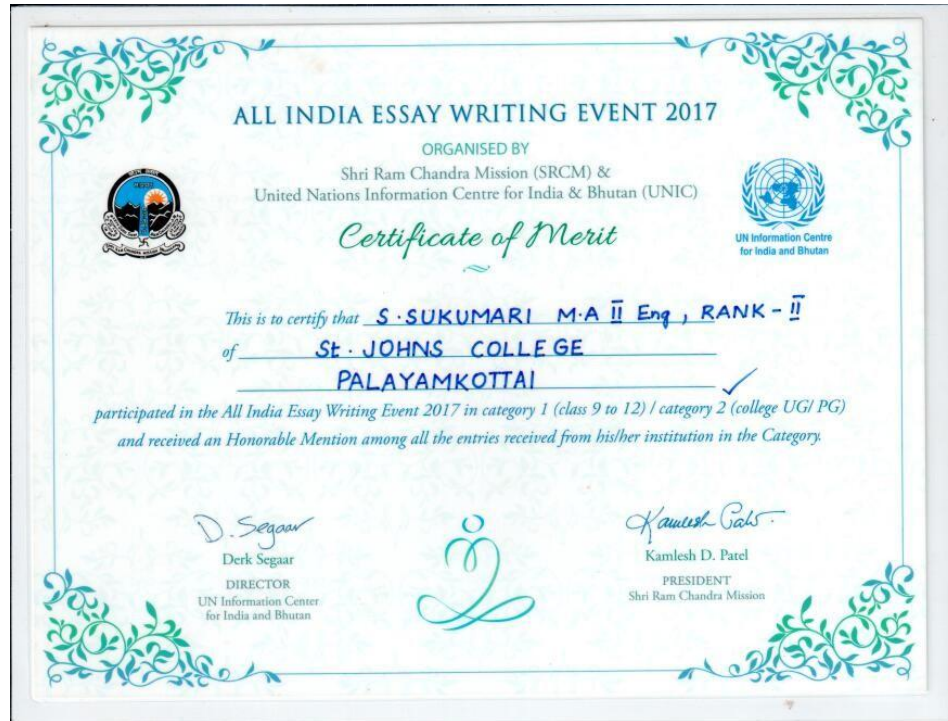 ALL INDIA ESSAY WRITING EVENT 2017
ORGANISED BY
Shri Ram Chandra Mission (SRCM) &
United Nations Information Centre for India & Bhutan (UNIC)
Certificate of Merit
UN Information Centre
for India and Bhutan
This is to certify that S. SUKUMARI M.A II Eng, RANK - II
of St. JOHNS COLLEGE
PALAYAMKOTTAI
participated in the All India Essay Writing Event 2017 in category 1 (class 9 to 12) / category 2 (college UG/ PG)
and received an Honorable Mention among all the entries received from his/her institution in the Category.
D. Segaar
Derk Segaar
DIRECTOR
UN Information Center
for India and Bhutan
Kamlesh D. Patel
PRESIDENT
Shri Ram Chandra Mission